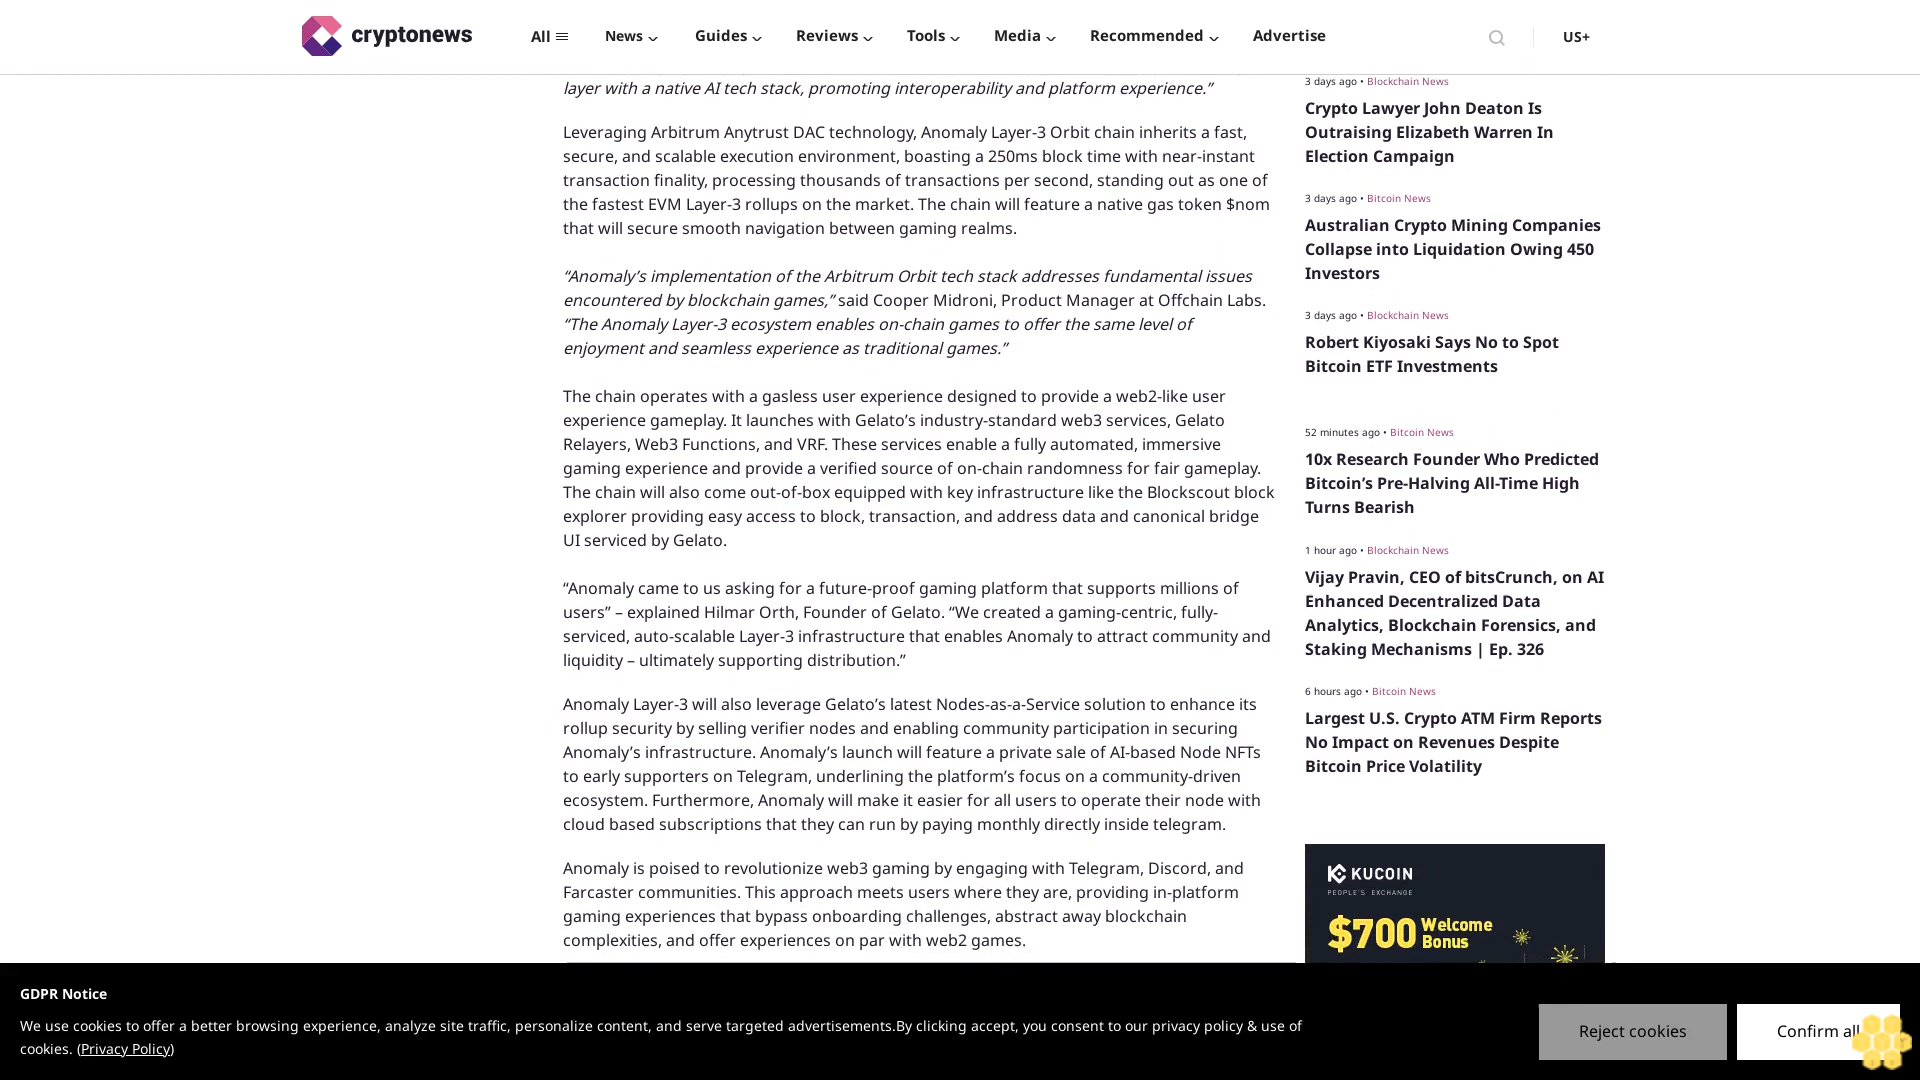 cryptonews
All
News
Guides
Reviews
Tools
Media
Recommended
Advertise
US+
layer with a native AI tech stack, promoting interoperability and platform experience.”
Leveraging Arbitrum Anytrust DAC technology, Anomaly Layer-3 Orbit chain inherits a fast,
secure, and scalable execution environment, boasting a 250ms block time with near-instant
transaction finality, processing thousands of transactions per second, standing out as one of
the fastest EVM Layer-3 rollups on the market. The chain will feature a native gas token $nom
that will secure smooth navigation between gaming realms.
“Anomaly’s implementation of the Arbitrum Orbit tech stack addresses fundamental issues
encountered by blockchain games,” said Cooper Midroni, Product Manager at Offchain Labs.
“The Anomaly Layer-3 ecosystem enables on-chain games to offer the same level of
enjoyment and seamless experience as traditional games.”
The chain operates with a gasless user experience designed to provide a web2-like user
experience gameplay. It launches with Gelato’s industry-standard web3 services, Gelato
Relayers, Web3 Functions, and VRF. These services enable a fully automated, immersive
gaming experience and provide a verified source of on-chain randomness for fair gameplay.
The chain will also come out-of-box equipped with key infrastructure like the Blockscout block
explorer providing easy access to block, transaction, and address data and canonical bridge
UI serviced by Gelato.
“Anomaly came to us asking for a future-proof gaming platform that supports millions of
users” – explained Hilmar Orth, Founder of Gelato. “We created a gaming-centric, fully-
serviced, auto-scalable Layer-3 infrastructure that enables Anomaly to attract community and
liquidity – ultimately supporting distribution.”
Anomaly Layer-3 will also leverage Gelato’s latest Nodes-as-a-Service solution to enhance its
rollup security by selling verifier nodes and enabling community participation in securing
Anomaly’s infrastructure. Anomaly’s launch will feature a private sale of AI-based Node NFTs
to early supporters on Telegram, underlining the platform’s focus on a community-driven
ecosystem. Furthermore, Anomaly will make it easier for all users to operate their node with
cloud based subscriptions that they can run by paying monthly directly inside telegram.
Anomaly is poised to revolutionize web3 gaming by engaging with Telegram, Discord, and
Farcaster communities. This approach meets users where they are, providing in-platform
gaming experiences that bypass onboarding challenges, abstract away blockchain
complexities, and offer experiences on par with web2 games.
3 days ago • Blockchain News
Crypto Lawyer John Deaton Is
Outraising Elizabeth Warren In
Election Campaign
3 days ago • Bitcoin News
Australian Crypto Mining Companies
Collapse into Liquidation Owing 450
Investors
3 days ago • Blockchain News
Robert Kiyosaki Says No to Spot
Bitcoin ETF Investments
52 minutes ago • Bitcoin News
10x Research Founder Who Predicted
Bitcoin’s Pre-Halving All-Time High
Turns Bearish
1 hour ago • Blockchain News
Vijay Pravin, CEO of bitsCrunch, on AI
Enhanced Decentralized Data
Analytics, Blockchain Forensics, and
Staking Mechanisms | Ep. 326
6 hours ago • Bitcoin News
Largest U.S. Crypto ATM Firm Reports
No Impact on Revenues Despite
Bitcoin Price Volatility
KUCOIN
PEOPLE'S EXCHANGE
$700 Welcome
Bonus
GDPR Notice
We use cookies to offer a better browsing experience, analyze site traffic, personalize content, and serve targeted advertisements.By clicking accept, you consent to our privacy policy & use of
cookies. (Privacy Policy)
Reject cookies
Confirm all